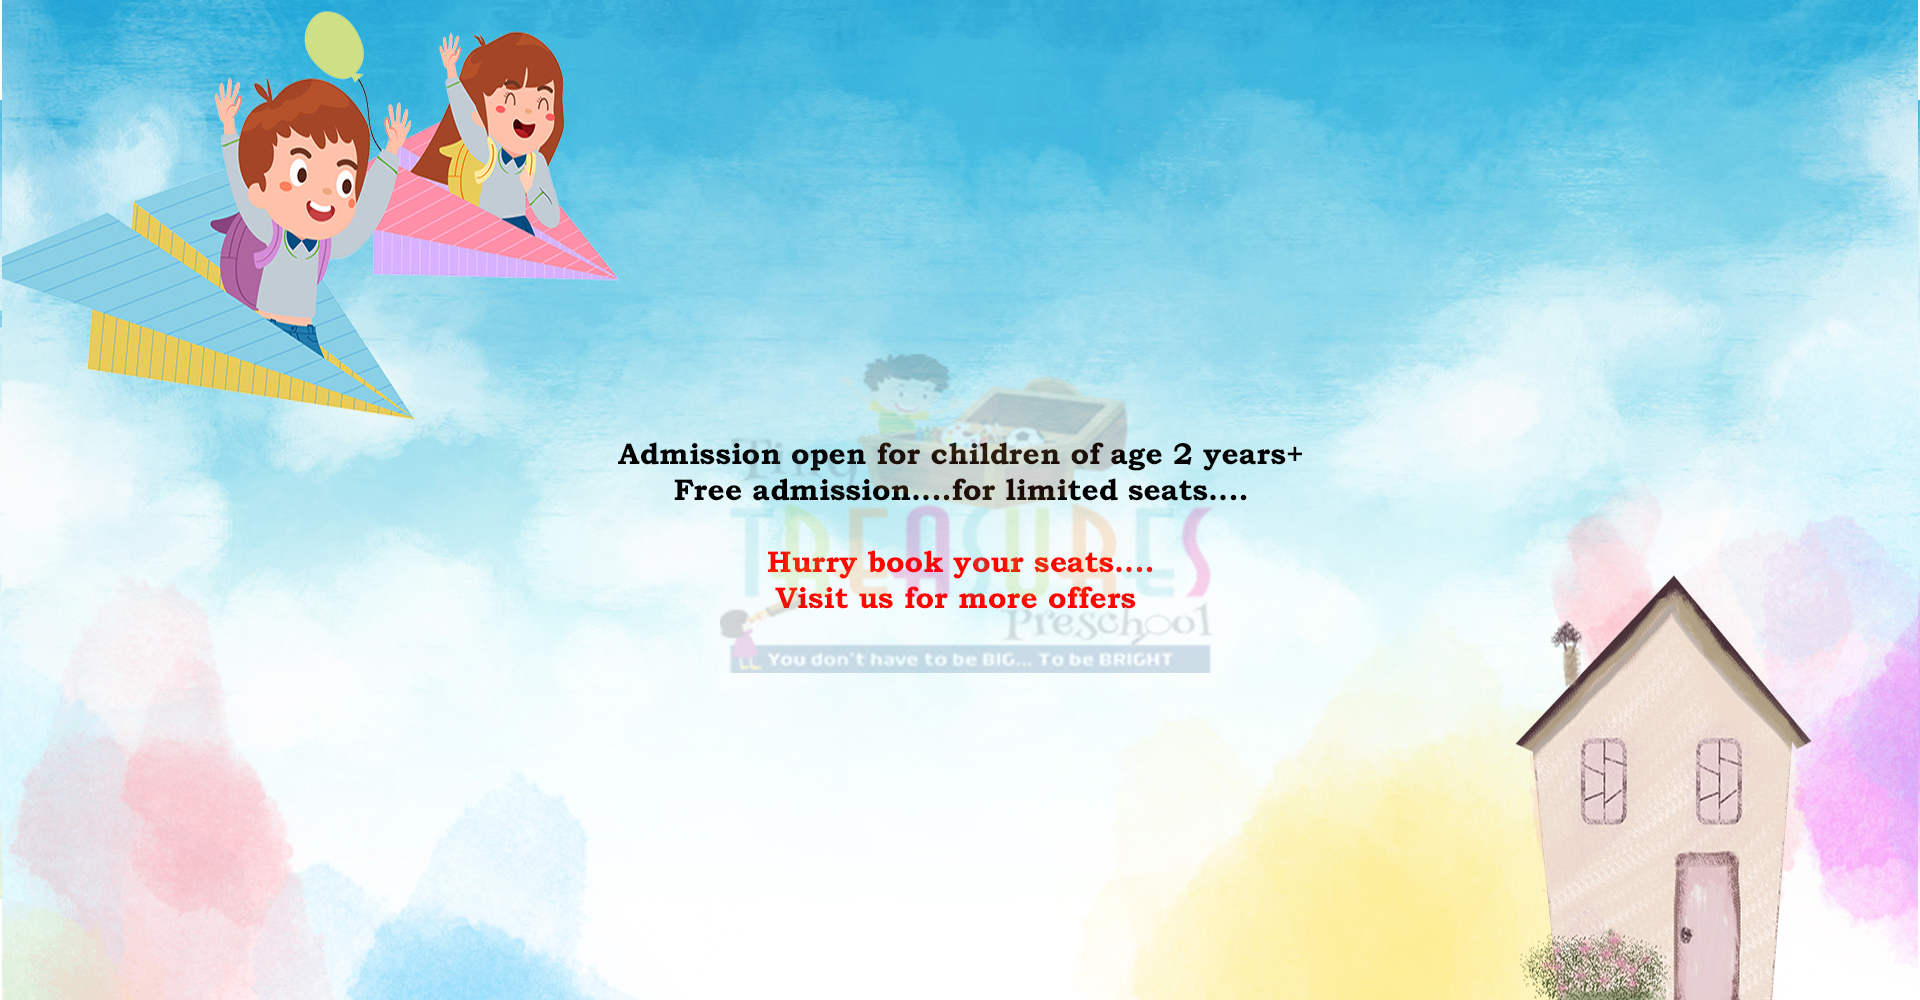 Admission open for children of age 2 years+
Free admission....for limited seats....
TREASURES
Hurry book your seats....
Visit us for more offers
Preschool
You don't have to be BIG... To be BRIGHT